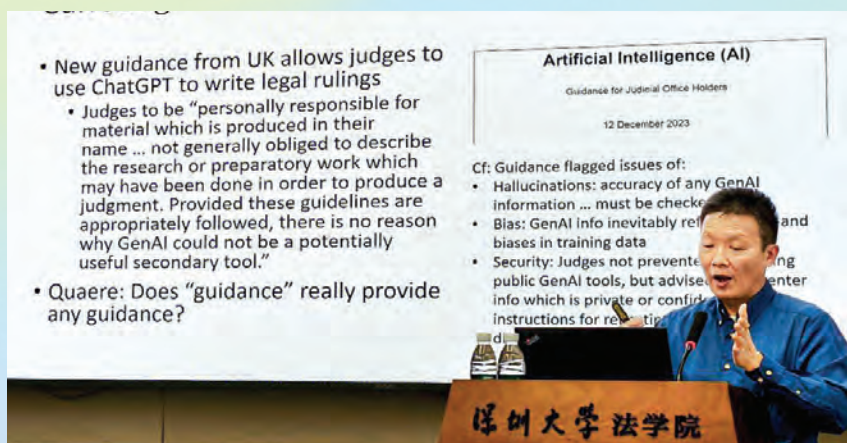 • New guidance from UK allows judges to
use ChatGPT to write legal rulings
• Judges to be “personally responsible for
material which is produced in their
name ... not generally obliged to describe
the research or preparatory work which
may have been done in order to produce a
judgment. Provided these guidelines are
appropriately followed, there is no reason
why GenAI could not be a potentially
useful secondary tool.”
• Quaere: Does “guidance” really provide
any guidance?
Artificial Intelligence (AI)
Guidance for Judicial Office Holders
12 December 2023
Cf: Guidance flagged issues of:
• Hallucinations: accuracy of any GenAI
information ... must be
• Bias: GenAI info inevitably and
biases in training data
• Security: Judges not
public GenAI tools, but enter
info which is private or
instructions for
深圳大学 法学院